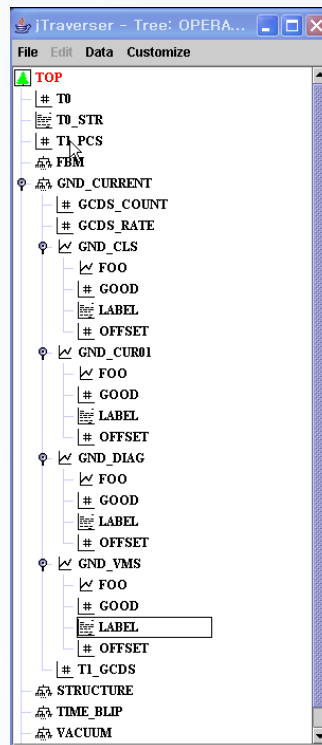 jTraverser - Tree: OPERA...
File Edit Data Customize
TOP
# T0
T0_STR
# T1_PCS
FBM
GND_CURRENT
# GCDS_COUNT
# GCDS_RATE
GND_CLS
FOO
# GOOD
LABEL
# OFFSET
GND_CUR01
FOO
# GOOD
LABEL
# OFFSET
GND_DIAG
FOO
# GOOD
LABEL
# OFFSET
GND_VMS
FOO
# GOOD
LABEL
# OFFSET
# T1_GCDS
STRUCTURE
TIME_BLIP
VACUUM